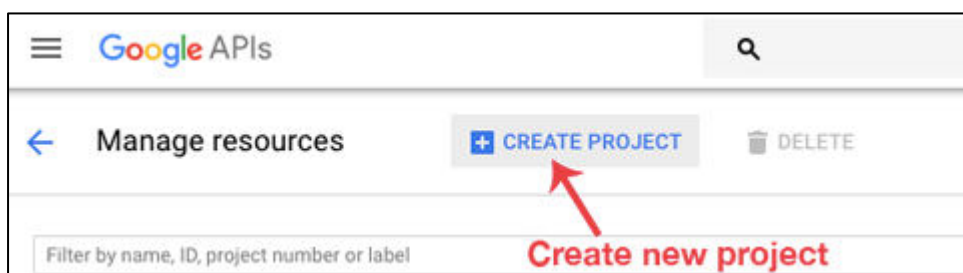 Google APIs
Manage resources
CREATE PROJECT
DELETE
Filter by name, ID, project number or label
Create new project